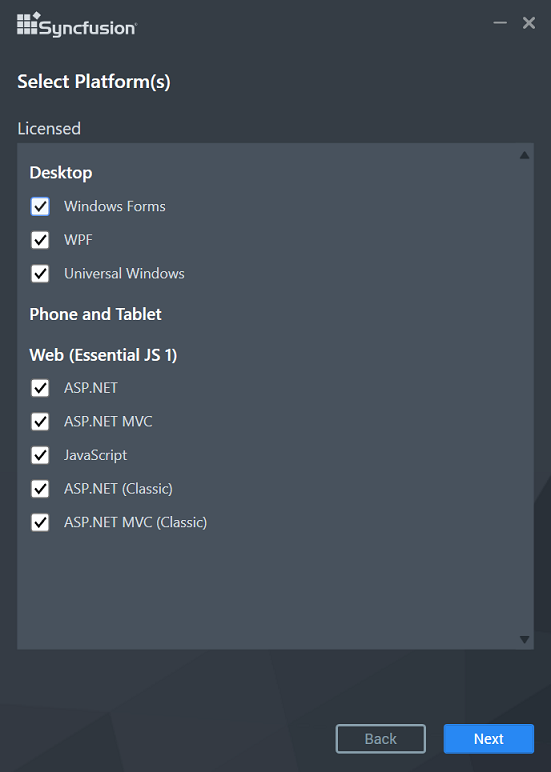 Syncfusion
Select Platform(s)
Licensed
Desktop
Windows Forms
WPF
Universal Windows
Phone and Tablet
Web (Essential JS 1)
ASP.NET
ASP.NET MVC
JavaScript
ASP.NET (Classic)
ASP.NET MVC (Classic)
Back
Next